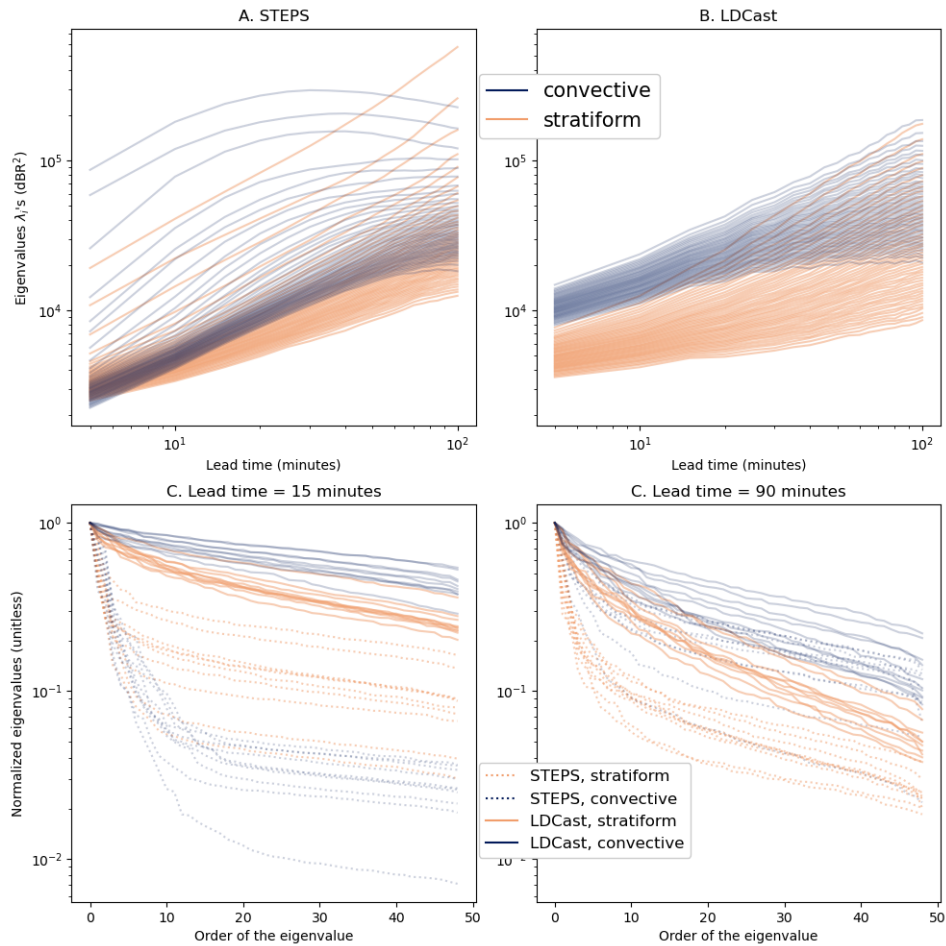 A. STEPS
B. LDCast
convective
stratiform
Eigenvalues λᵢ's (dBR²)
10⁵
10⁴
10¹
10²
Lead time (minutes)
10¹
10²
Lead time (minutes)
C. Lead time = 15 minutes
C. Lead time = 90 minutes
Normalized eigenvalues (unitless)
10⁰
10⁻¹
10⁻²
10⁰
10⁻¹
STEPS, stratiform
STEPS, convective
LDCast, stratiform
LDCast, convective
0 10 20 30 40 50
Order of the eigenvalue
0 10 20 30 40 50
Order of the eigenvalue